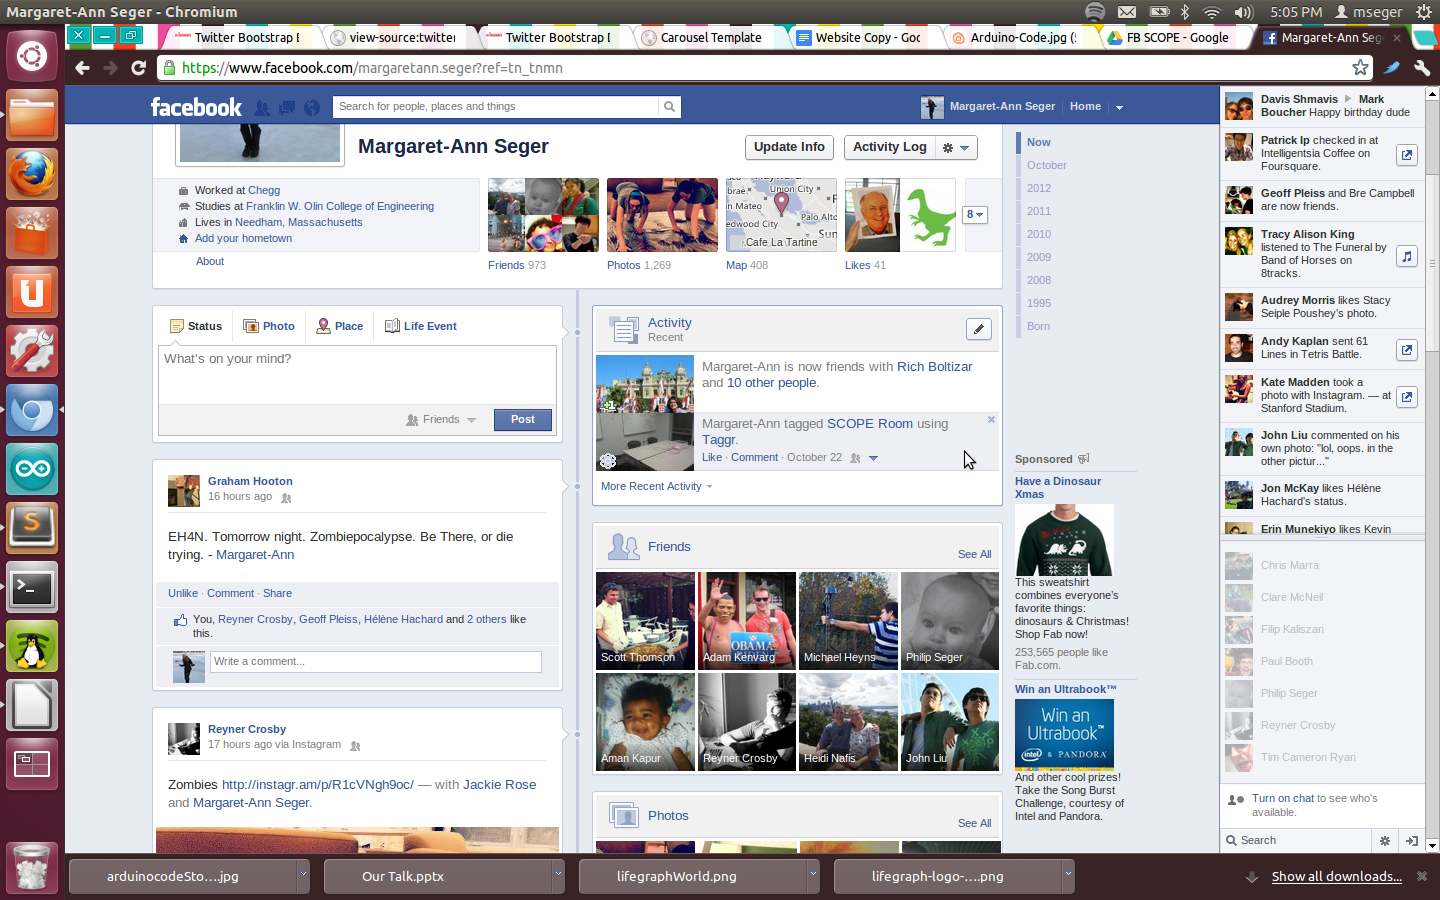 Margaret-Ann Seger - Chromium
5:05 PM
mseger
Twitter Bootstrap E
view-source:twitter
Twitter Bootstrap D
Carousel Template
Website Copy - Goo
Arduino-Code.jpg (5
FB SCOPE - Google
Margaret-Ann Seg
https://www.facebook.com/margaretann.seger?ref=tn_tnmn
facebook
Search for people, places and things
Margaret-Ann Seger
Home
Margaret-Ann Seger
Update Info
Activity Log
Worked at Chegg
Studies at Franklin W. Olin College of Engineering
Lives in Needham, Massachusetts
Add your hometown
About
Friends 973
Photos 1,269
Union City
Palo Alto
Cafe La Tartine
Map 408
Likes 41
8
Now
October
2012
2011
2010
2009
2008
1995
Born
Status
Photo
Place
Life Event
What's on your mind?
Friends
Post
Graham Hooton
16 hours ago
EH4N. Tomorrow night. Zombiepocalypse. Be There, or die
trying. - Margaret-Ann
Unlike · Comment · Share
You, Reyner Crosby, Geoff Pleiss, Hélène Hachard and 2 others like
this.
Write a comment...
Reyner Crosby
17 hours ago via Instagram
Zombies http://instagr.am/p/R1cVNgh9oc/ — with Jackie Rose
and Margaret-Ann Seger.
Activity
Recent
Margaret-Ann is now friends with Rich Boltizar
and 10 other people.
Margaret-Ann tagged SCOPE Room using
Taggr.
Like · Comment · October 22
More Recent Activity
Friends
See All
Scott Thomson
Adam Kenvarg
Michael Heyns
Philip Seger
OBAMA
Aman Kapur
Reyner Crosby
Heidi Nafis
John Liu
Photos
See All
Sponsored
Have a Dinosaur
Xmas
This sweatshirt
combines everyone's
favorite things:
dinosaurs & Christmas!
Shop Fab now!
253,565 people like
Fab.com.
Win an Ultrabook™
Win an
Ultrabook™
intel & PANDORA
And other cool prizes!
Take the Song Burst
Challenge, courtesy of
Intel and Pandora.
Davis Shmavis ▶ Mark
Boucher Happy birthday dude
Patrick Ip checked in at
Intelligentsia Coffee on
Foursquare.
Geoff Pleiss and Bre Campbell
are now friends.
Tracy Alison King
listened to The Funeral by
Band of Horses on
8tracks.
Audrey Morris likes Stacy
Seiple Poushey's photo.
Andy Kaplan sent 61
Lines in Tetris Battle.
Kate Madden took a
photo with Instagram. — at
Stanford Stadium.
John Liu commented on his
own photo: "lol, oops. in the
other pictur..."
Jon McKay likes Hélène
Hachard's status.
Erin Munekiyo likes Kevin
Chris Marra
Clare McNeil
Filip Kaliszan
Paul Booth
Philip Seger
Reyner Crosby
Tim Cameron Ryan
Turn on chat to see who's
available.
Search
arduinocodeSto....jpg
Our Talk.pptx
lifegraphWorld.png
lifegraph-logo-....png
Show all downloads...